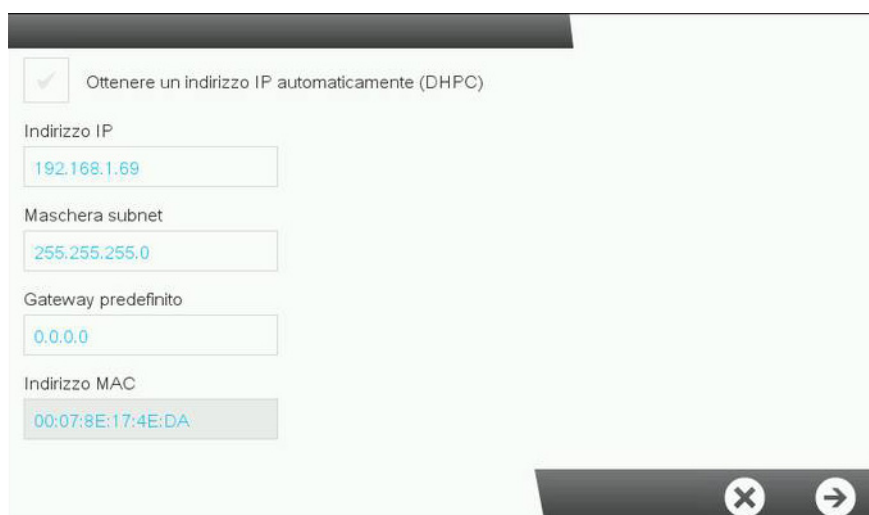 Ottenere un indirizzo IP automaticamente (DHPC)
Indirizzo IP
192.168.1.69
Maschera subnet
255.255.255.0
Gateway predefinito
0.0.0.0
Indirizzo MAC
00:07:8E:17:4E:DA